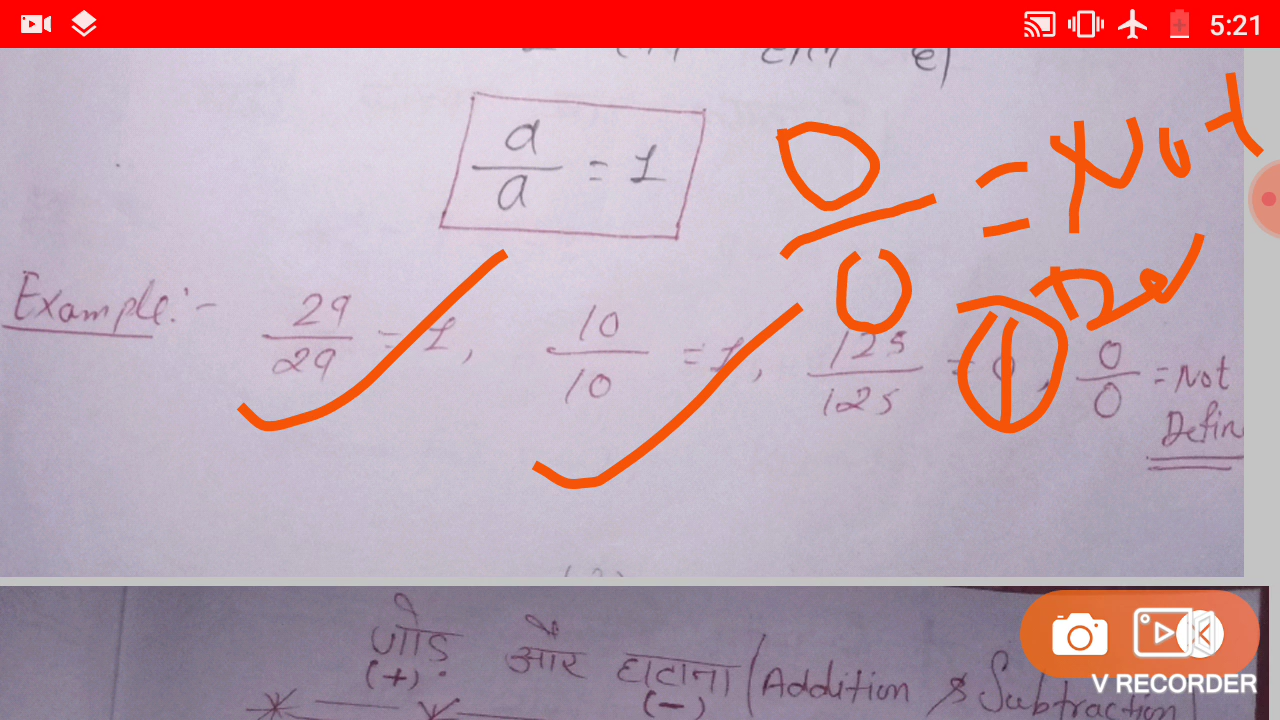 5:21
a/a = 1
0/0 = Not
Example:- 29/29 = 1, 10/10 = 1, 125/125 = 0, 0/0 = Not
1
Defin
जोड़ और घटाना (Addition & Subtraction)
(+) (-)
V RECORDER